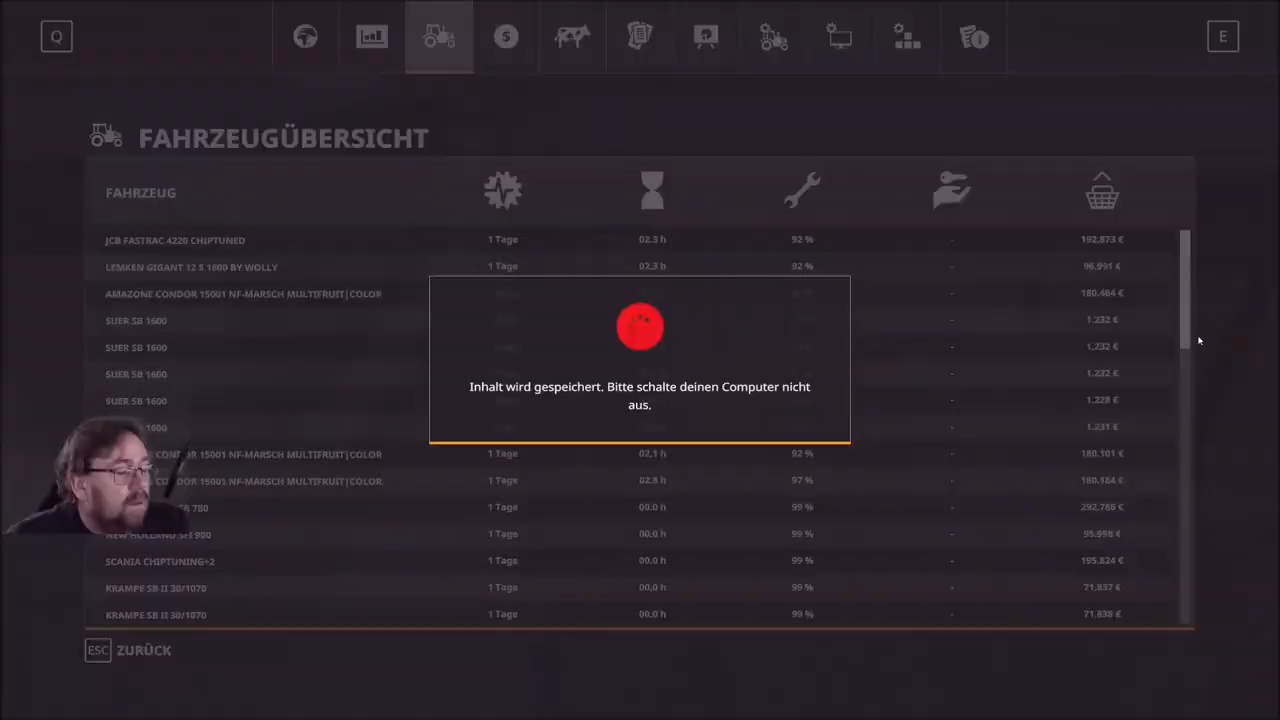 Q
E
FAHRZEUGÜBERSICHT
FAHRZEUG
JCB FASTRAC 4220 CHIPTUNED 1 Tage 02.3 h 92 % - 192.873 €
LEMKEN GIGANT 12 S 1600 BY WOLLY 1 Tage 02.3 h 92 % - 96.991 €
AMAZONE CONDOR 15001 NF-MARSCH MULTIFRUIT|COLOR - 180.464 €
SUER SB 1600 - 1.232 €
SUER SB 1600 - 1.232 €
SUER SB 1600 - 1.232 €
SUER SB 1600 - 1.228 €
1600 - 1.231 €
Inhalt wird gespeichert. Bitte schalte deinen Computer nicht
aus.
CONDOR 15001 NF-MARSCH MULTIFRUIT|COLOR 1 Tage 02.1 h 92 % - 180.101 €
CONDOR 15001 NF-MARSCH MULTIFRUIT|COLOR 1 Tage 02.8 h 97 % - 180.184 €
780 1 Tage 00.0 h 99 % - 292.786 €
NEW HOLLAND SFI 900 1 Tage 00.0 h 99 % - 95.998 €
SCANIA CHIPTUNING+2 1 Tage 00.0 h 99 % - 195.824 €
KRAMPE SB II 30/1070 1 Tage 00.0 h 99 % - 71.837 €
KRAMPE SB II 30/1070 1 Tage 00.0 h 99 % - 71.838 €
ESC ZURÜCK